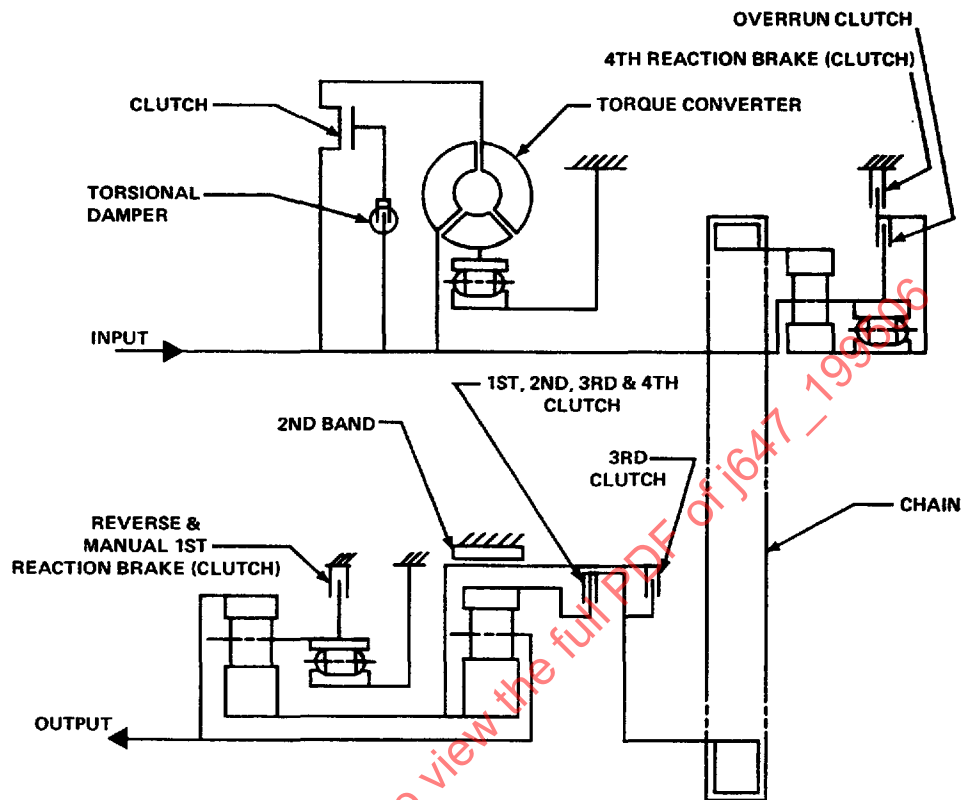 OVERRUN CLUTCH
4TH REACTION BRAKE (CLUTCH)
CLUTCH
TORQUE CONVERTER
TORSIONAL
DAMPER
INPUT
1ST, 2ND, 3RD & 4TH
CLUTCH
2ND BAND
3RD
CLUTCH
CHAIN
REVERSE &
MANUAL 1ST
REACTION BRAKE (CLUTCH)
OUTPUT
view the full PDF of j647_199506